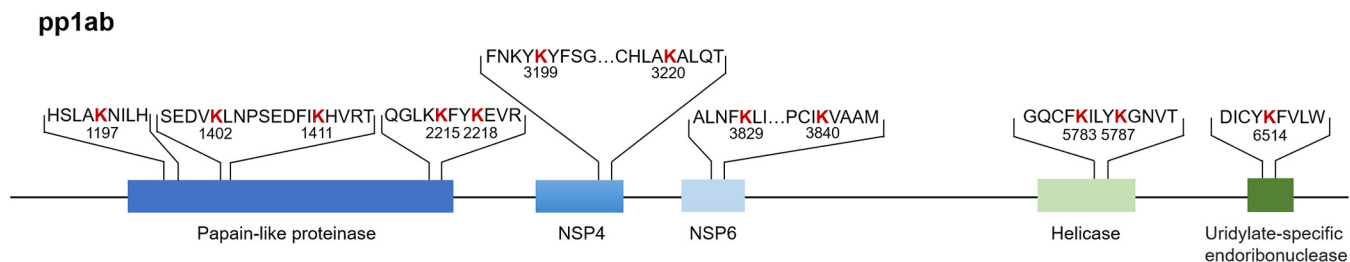 pp1ab
FNKYKYFSG...CHLAKALQT
3199 3220
HSLAKNILH SEDVKLNPSEDFIKHVRT QGLKKFYKEVR ALNFKLI...PCIKVAAM GQCFKILYKGNVT DICYKFVLW
1197 1402 1411 2215 2218 3829 3840 5783 5787 6514
Papain-like proteinase NSP4 NSP6 Helicase Uridylate-specific
endoribonuclease